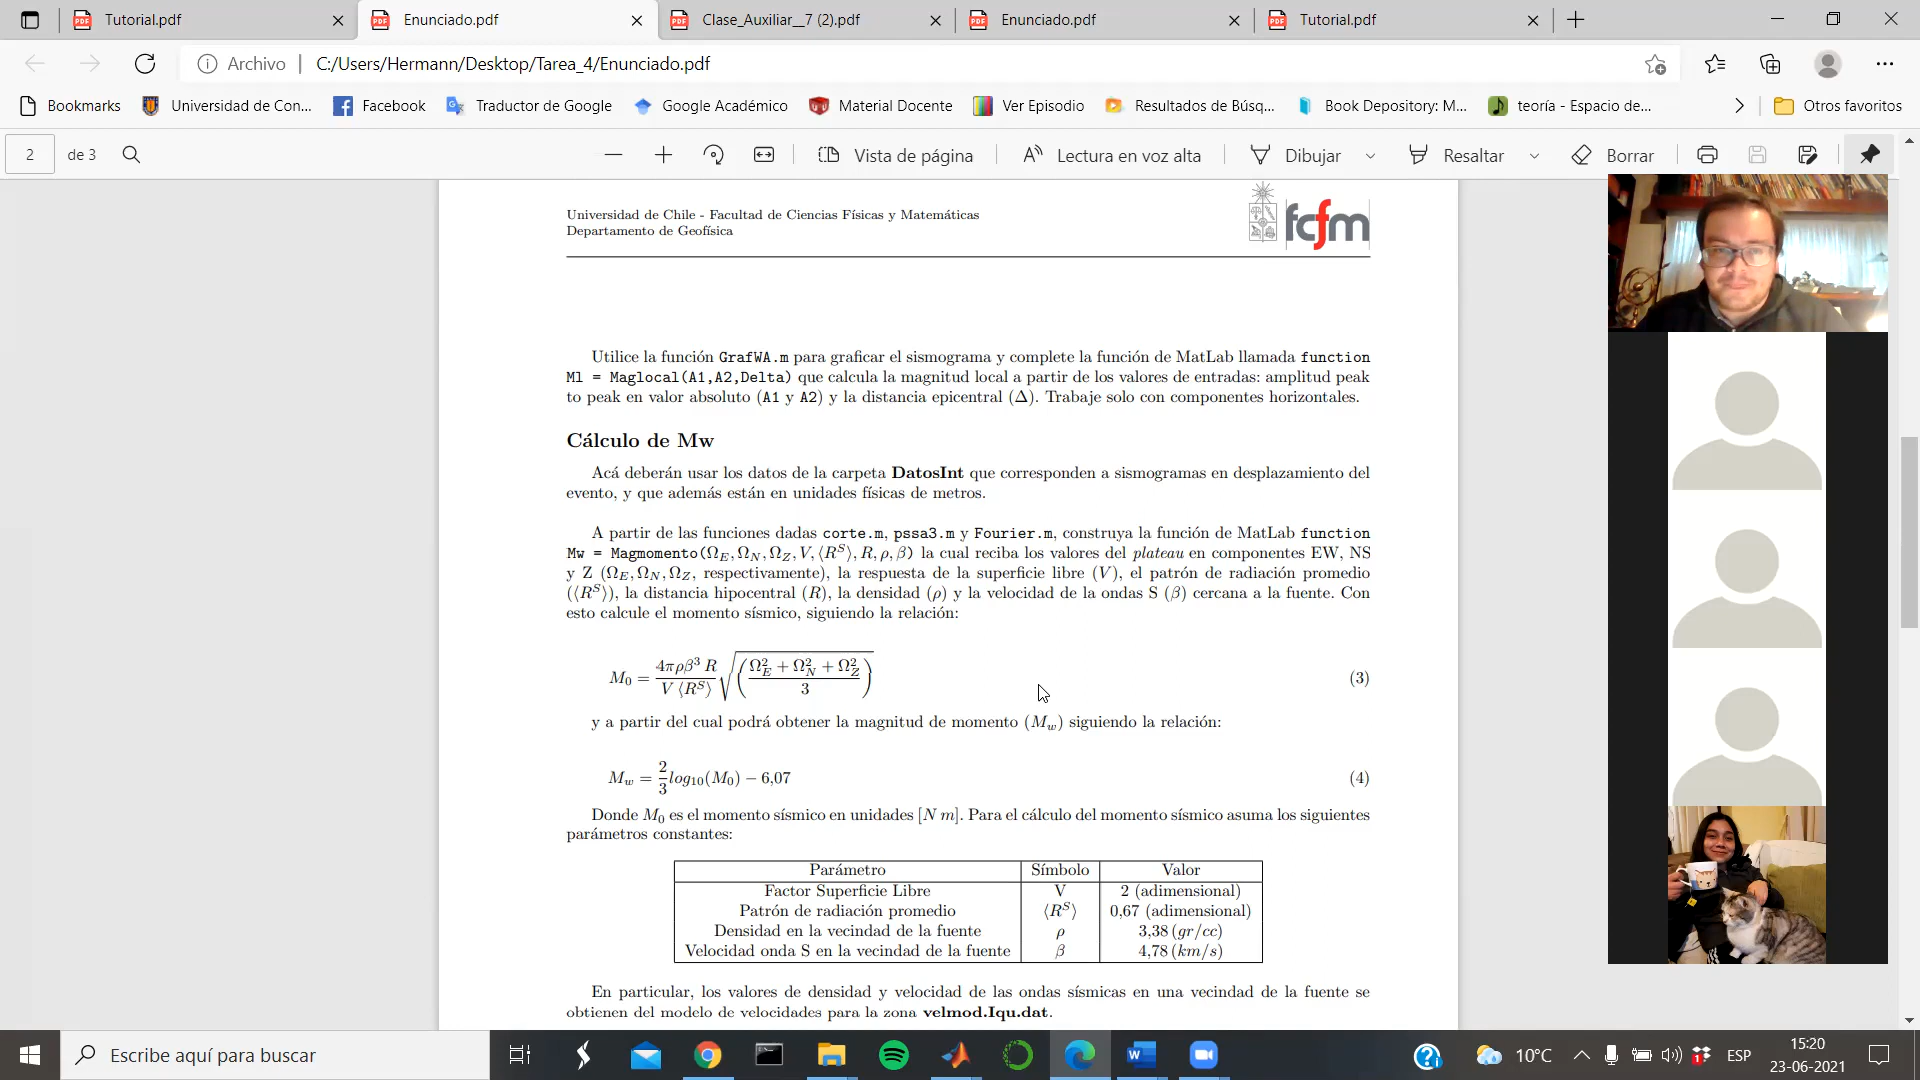 Tutorial.pdf
Enunciado.pdf
Clase_Auxiliar__7 (2).pdf
Enunciado.pdf
Tutorial.pdf
Archivo
C:/Users/Hermann/Desktop/Tarea_4/Enunciado.pdf
Bookmarks
Universidad de Con...
Facebook
Traductor de Google
Google Académico
Material Docente
Ver Episodio
Resultados de Búsq...
Book Depository: M...
teoría - Espacio de...
Otros favoritos
2 de 3
Vista de página
Lectura en voz alta
Dibujar
Resaltar
Borrar
Universidad de Chile - Facultad de Ciencias Físicas y Matemáticas
Departamento de Geofísica
fcfm
Utilice la función GrafWA.m para graficar el sismograma y complete la función de MatLab llamada function
Ml = Maglocal(A1,A2,Delta) que calcula la magnitud local a partir de los valores de entradas: amplitud peak
to peak en valor absoluto (A1 y A2) y la distancia epicentral (Δ). Trabaje solo con componentes horizontales.
Cálculo de Mw
Acá deberán usar los datos de la carpeta DatosInt que corresponden a sismogramas en desplazamiento del
evento, y que además están en unidades físicas de metros.
A partir de las funciones dadas corte.m, pssa3.m y Fourier.m, construya la función de MatLab function
Mw = Magmomento(Ω_E, Ω_N, Ω_Z, V, ⟨R^S⟩, R, ρ, β) la cual reciba los valores del plateau en componentes EW, NS
y Z (Ω_E, Ω_N, Ω_Z, respectivamente), la respuesta de la superficie libre (V), el patrón de radiación promedio
(⟨R^S⟩), la distancia hipocentral (R), la densidad (ρ) y la velocidad de la ondas S (β) cercana a la fuente. Con
esto calcule el momento sísmico, siguiendo la relación:
M_0 = 4πρβ^3 R / V ⟨R^S⟩ √((Ω_E^2 + Ω_N^2 + Ω_Z^2) / 3) (3)
y a partir del cual podrá obtener la magnitud de momento (M_w) siguiendo la relación:
M_w = 2/3 log_10(M_0) − 6,07 (4)
Donde M_0 es el momento sísmico en unidades [N m]. Para el cálculo del momento sísmico asuma los siguientes
parámetros constantes:
Parámetro Símbolo Valor
Factor Superficie Libre V 2 (adimensional)
Patrón de radiación promedio ⟨R^S⟩ 0,67 (adimensional)
Densidad en la vecindad de la fuente ρ 3,38 (gr/cc)
Velocidad onda S en la vecindad de la fuente β 4,78 (km/s)
En particular, los valores de densidad y velocidad de las ondas sísmicas en una vecindad de la fuente se
obtienen del modelo de velocidades para la zona velmod.Iqu.dat.
Escribe aquí para buscar
10°C
ESP
15:20
23-06-2021